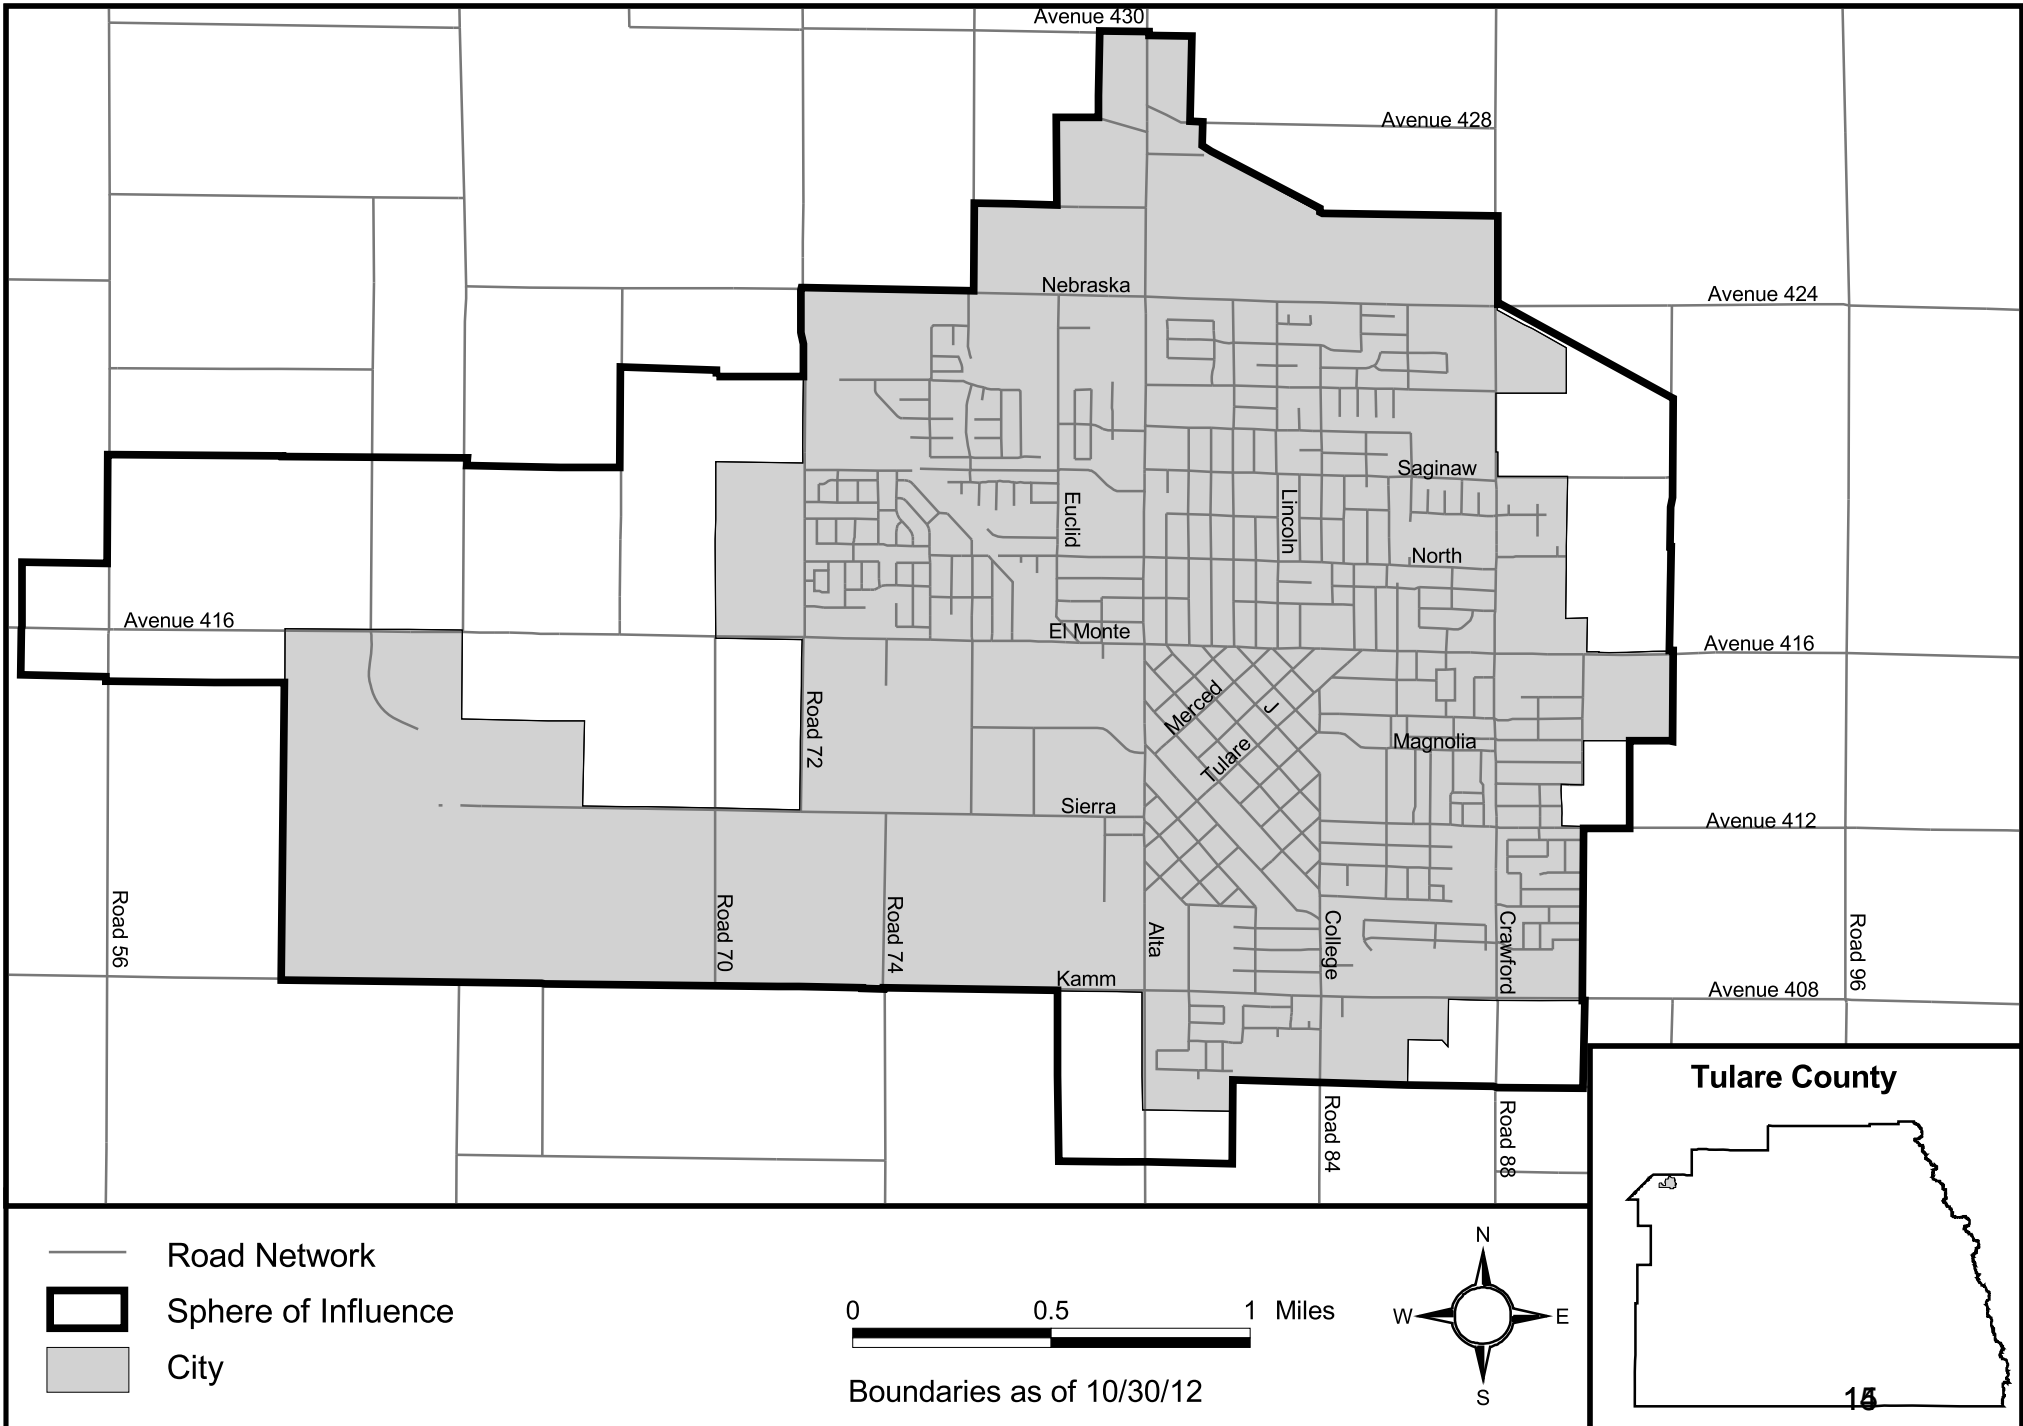 Avenue 430
Avenue 428
Nebraska
Avenue 424
Saginaw
Euclid
Lincoln
North
Avenue 416
El Monte
Avenue 416
Merced
J
Road 72
Tulare
Magnolia
Sierra
Avenue 412
Road 56
Road 70
Road 74
Alta
College
Crawford
Road 96
Kamm
Avenue 408
Road 84
Road 88
Tulare County
Road Network
Sphere of Influence
City
0 0.5 1 Miles
Boundaries as of 10/30/12
N
W E
S